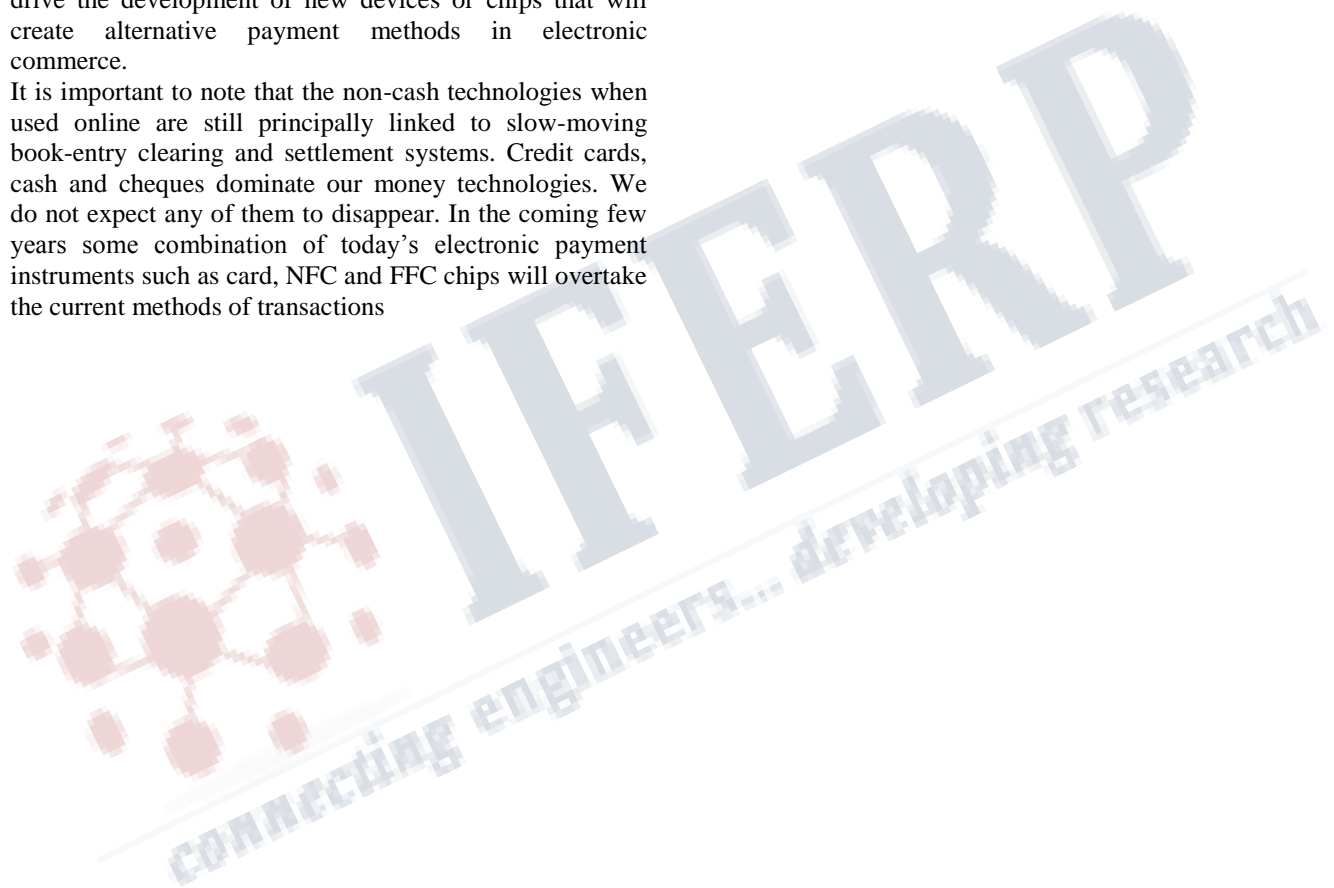 drive the development of new devices or chips that will
create alternative payment methods in electronic
commerce.
It is important to note that the non-cash technologies when
used online are still principally linked to slow-moving
book-entry clearing and settlement systems. Credit cards,
cash and cheques dominate our money technologies. We
do not expect any of them to disappear. In the coming few
years some combination of today’s electronic payment
instruments such as card, NFC and FFC chips will overtake
the current methods of transactions
IFERP
connecting engineers... developing research